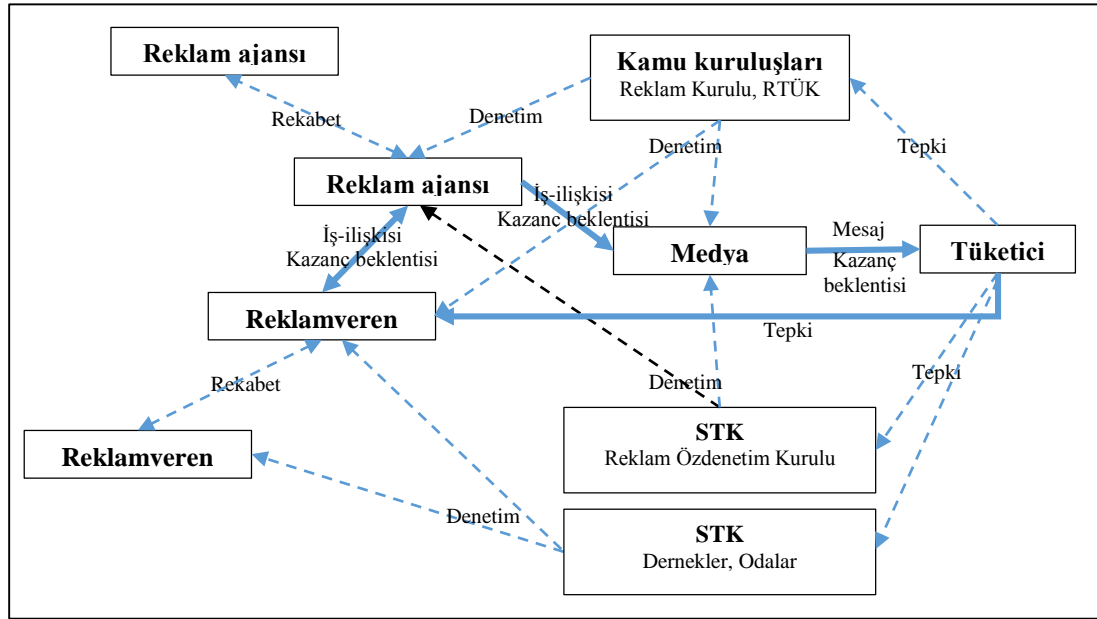 Reklam ajansı
Kamu kuruluşları
Reklam Kurulu, RTÜK
Rekabet
Denetim
Denetim
Tepki
Reklam ajansı
İş-ilişkisi
Kazanç beklentisi
İş-ilişkisi
Kazanç beklentisi
Medya
Mesaj
Kazanç
beklentisi
Tüketici
Reklamveren
Tepki
Rekabet
Denetim
Tepki
Reklamveren
STK
Reklam Özdenetim Kurulu
Denetim
STK
Dernekler, Odalar